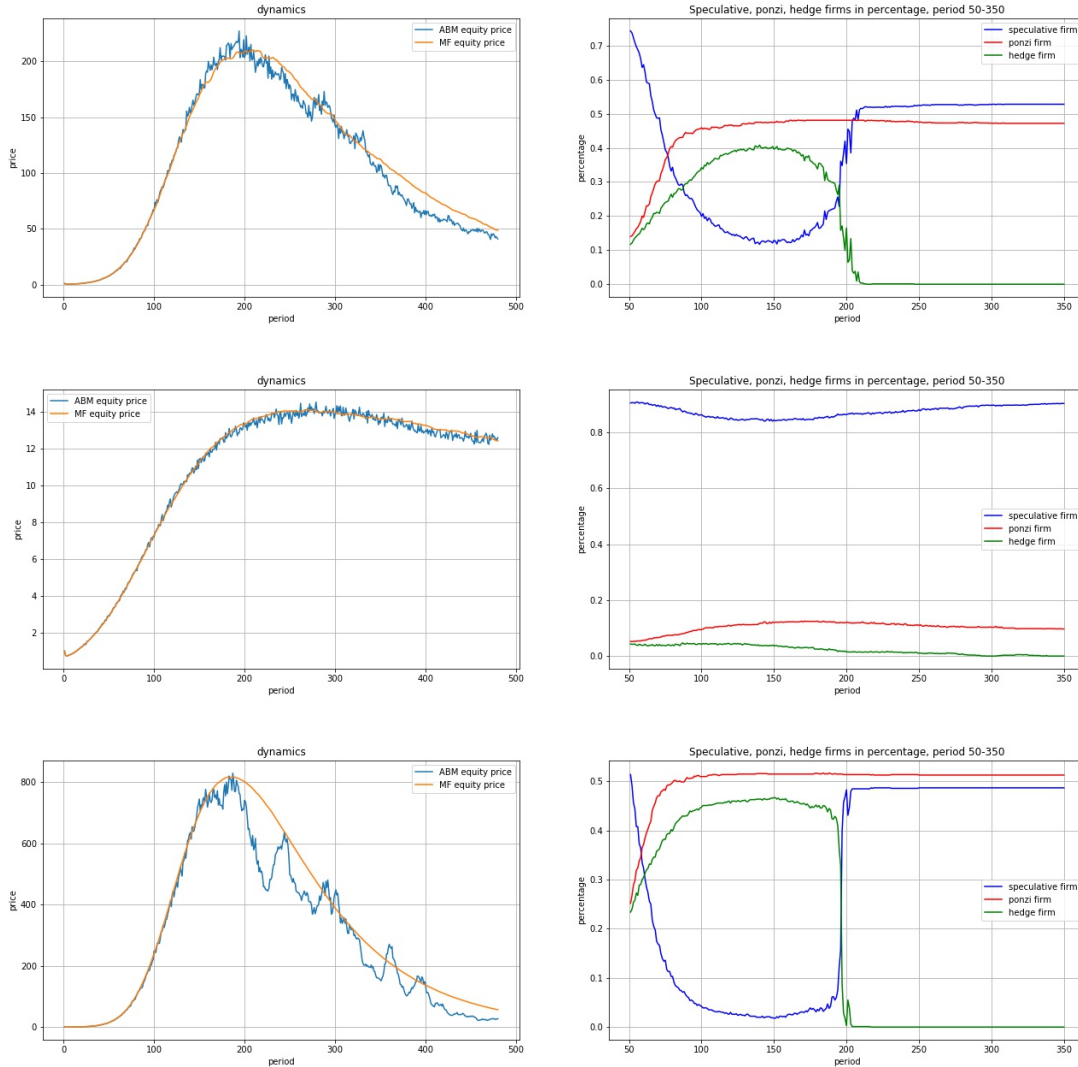 dynamics
ABM equity price
MF equity price
price
200
150
100
50
0
0 100 200 300 400 500
period
Speculative, ponzi, hedge firms in percentage, period 50-350
speculative firm
ponzi firm
hedge firm
percentage
0.7
0.6
0.5
0.4
0.3
0.2
0.1
0.0
50 100 150 200 250 300 350
period
dynamics
ABM equity price
MF equity price
price
14
12
10
8
6
4
2
0 100 200 300 400 500
period
Speculative, ponzi, hedge firms in percentage, period 50-350
speculative firm
ponzi firm
hedge firm
percentage
0.8
0.6
0.4
0.2
0.0
50 100 150 200 250 300 350
period
dynamics
ABM equity price
MF equity price
price
800
600
400
200
0
0 100 200 300 400 500
period
Speculative, ponzi, hedge firms in percentage, period 50-350
speculative firm
ponzi firm
hedge firm
percentage
0.5
0.4
0.3
0.2
0.1
0.0
50 100 150 200 250 300 350
period